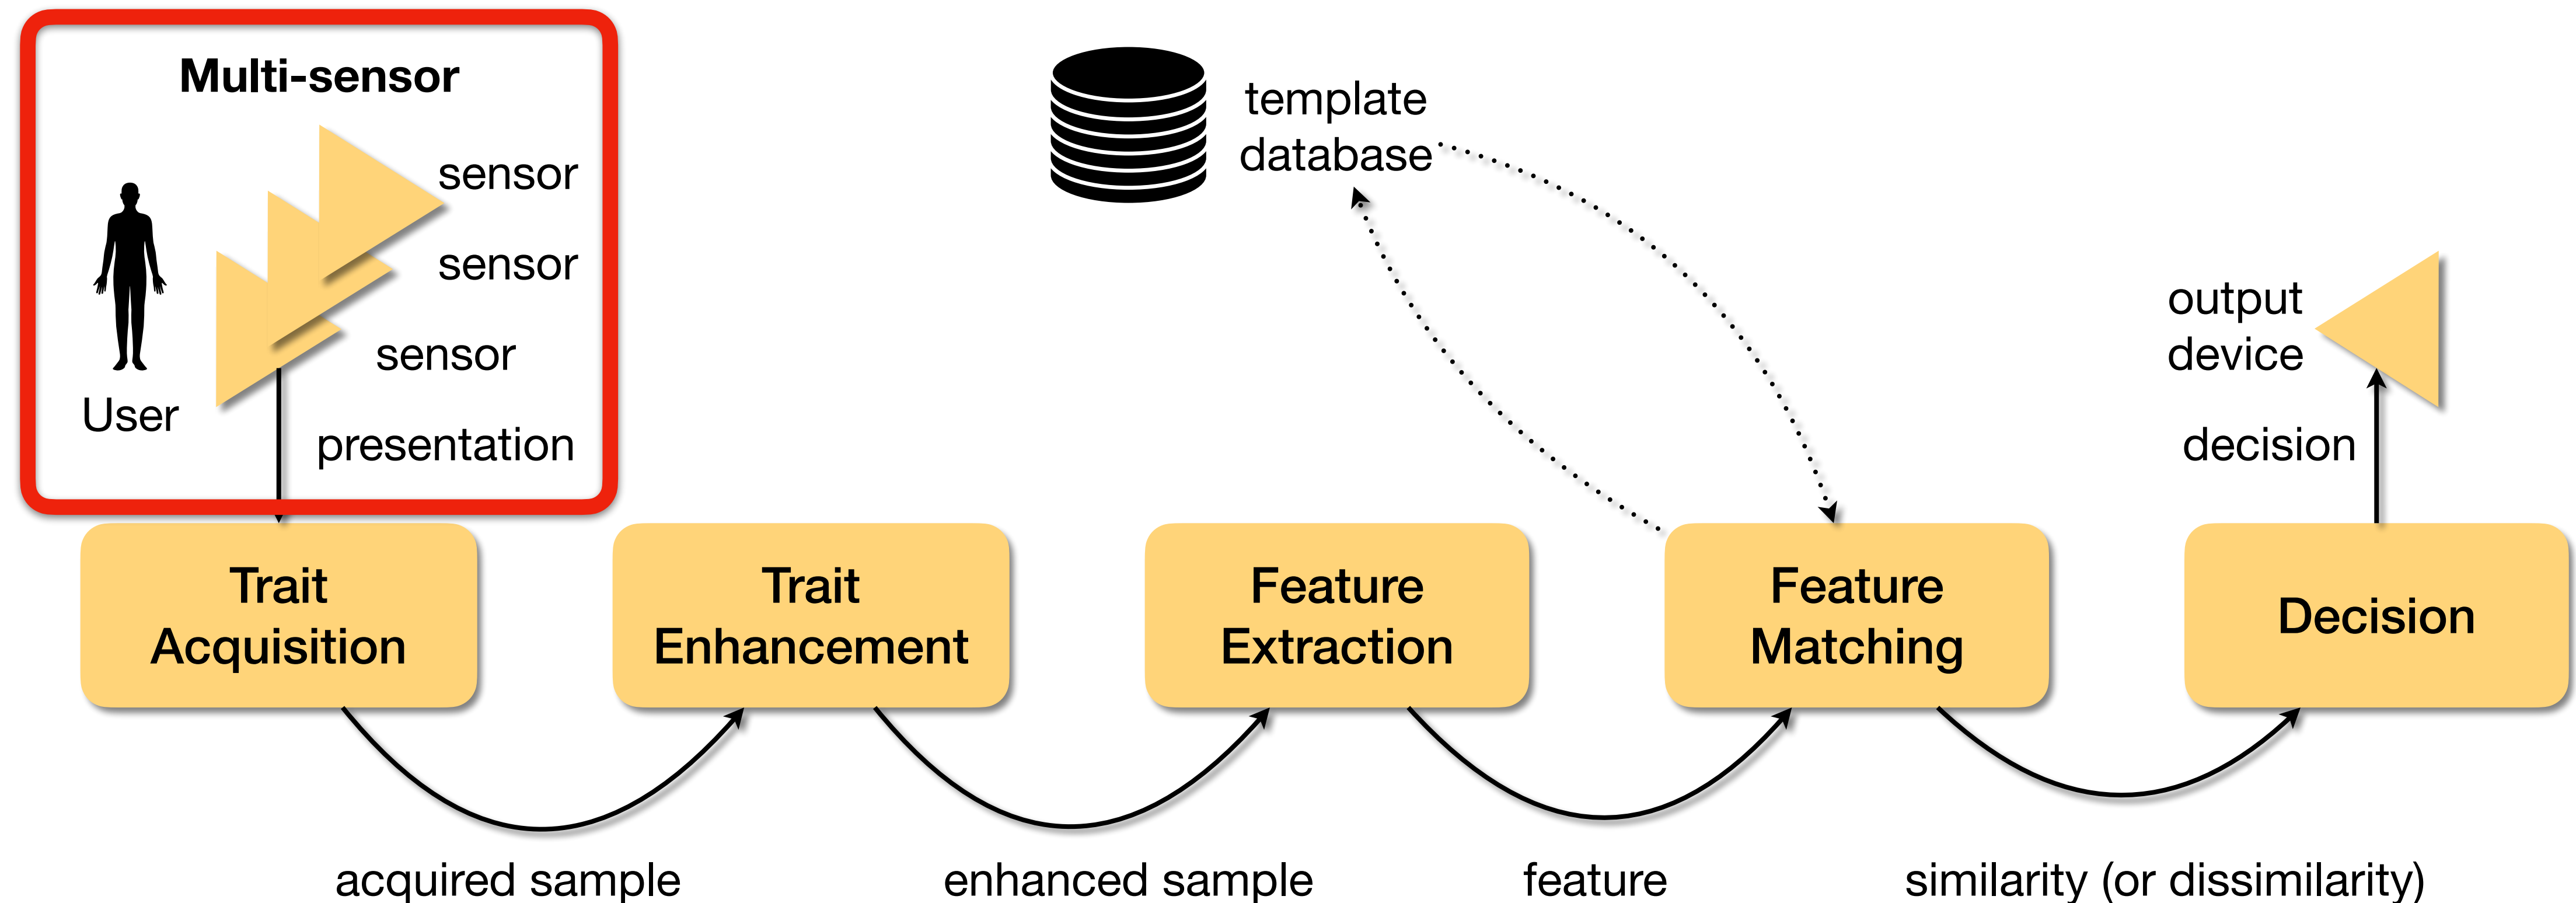 Multi-sensor
sensor
sensor
sensor
User
presentation
template
database
output
device
decision
Trait
Acquisition
Trait
Enhancement
Feature
Extraction
Feature
Matching
Decision
acquired sample
enhanced sample
feature
similarity (or dissimilarity)